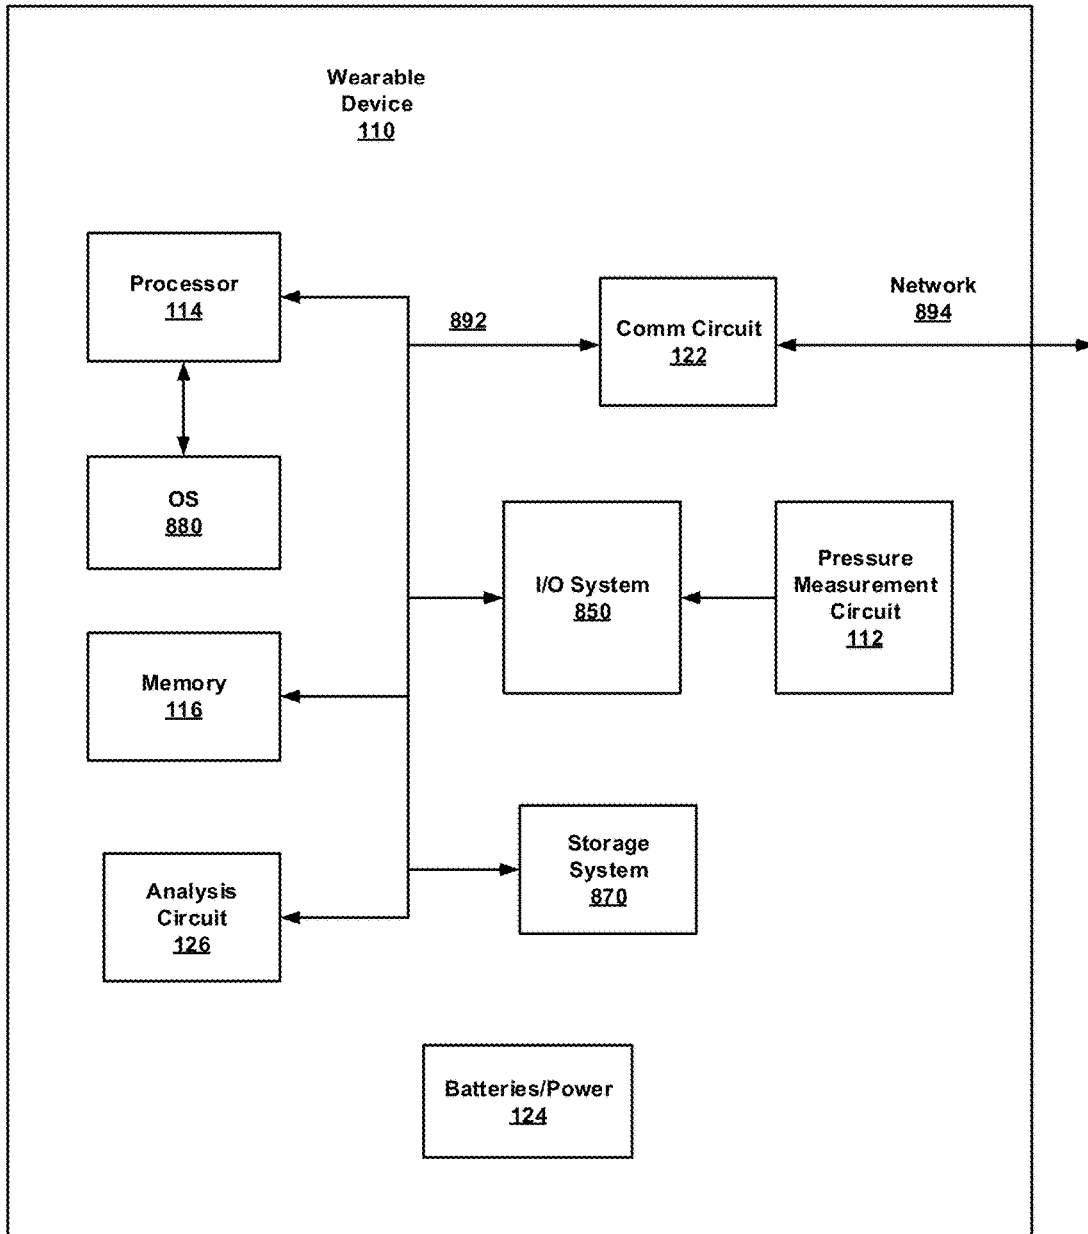 Wearable
Device
110
Processor
114
892
Comm Circuit
122
Network
894
OS
880
I/O System
850
Pressure
Measurement
Circuit
112
Memory
116
Storage
System
870
Analysis
Circuit
126
Batteries/Power
124